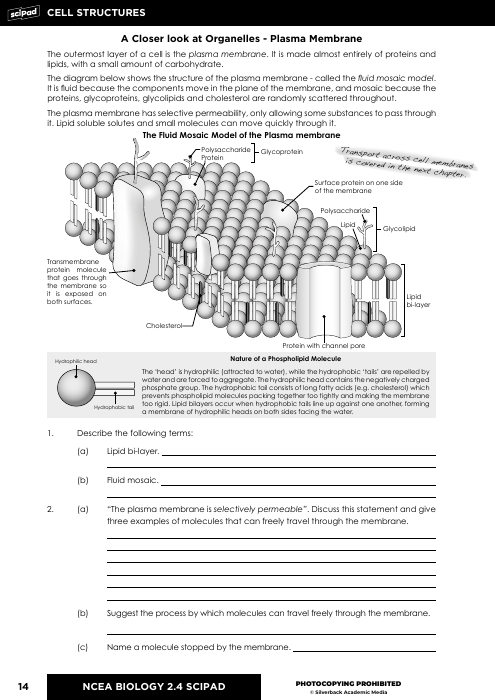 scipad CELL STRUCTURES
A Closer look at Organelles - Plasma Membrane
The outermost layer of a cell is the plasma membrane. It is made almost entirely of proteins and
lipids, with a small amount of carbohydrate.
The diagram below shows the structure of the plasma membrane - called the fluid mosaic model.
It is fluid because the components move in the plane of the membrane, and mosaic because the
proteins, glycoproteins, glycolipids and cholesterol are randomly scattered throughout.
The plasma membrane has selective permeability, only allowing some substances to pass through
it. Lipid soluble solutes and small molecules can move quickly through it.
The Fluid Mosaic Model of the Plasma membrane
Polysaccharide
Protein
Glycoprotein
Transport across cell membranes
is covered in the next chapter.
Surface protein on one side
of the membrane
Polysaccharide
Lipid
Glycolipid
Transmembrane
protein molecule
that goes through
the membrane so
it is exposed on
both surfaces.
Lipid
bi-layer
Cholesterol
Protein with channel pore
Nature of a Phospholipid Molecule
Hydrophilic head
Hydrophobic tail
The 'head' is hydrophilic (attracted to water), while the hydrophobic 'tails' are repelled by
water and are forced to aggregate. The hydrophilic head contains the negatively charged
phosphate group. The hydrophobic tail consists of long fatty acids (e.g. cholesterol) which
prevents phospholipid molecules packing together too tightly and making the membrane
too rigid. Lipid bilayers occur when hydrophobic tails line up against one another, forming
a membrane of hydrophilic heads on both sides facing the water.
1. Describe the following terms:
(a) Lipid bi-layer.
(b) Fluid mosaic.
2. (a) "The plasma membrane is selectively permeable". Discuss this statement and give
three examples of molecules that can freely travel through the membrane.
(b) Suggest the process by which molecules can travel freely through the membrane.
(c) Name a molecule stopped by the membrane.
14 NCEA BIOLOGY 2.4 SCIPAD
PHOTOCOPYING PROHIBITED
© Silverback Academic Media